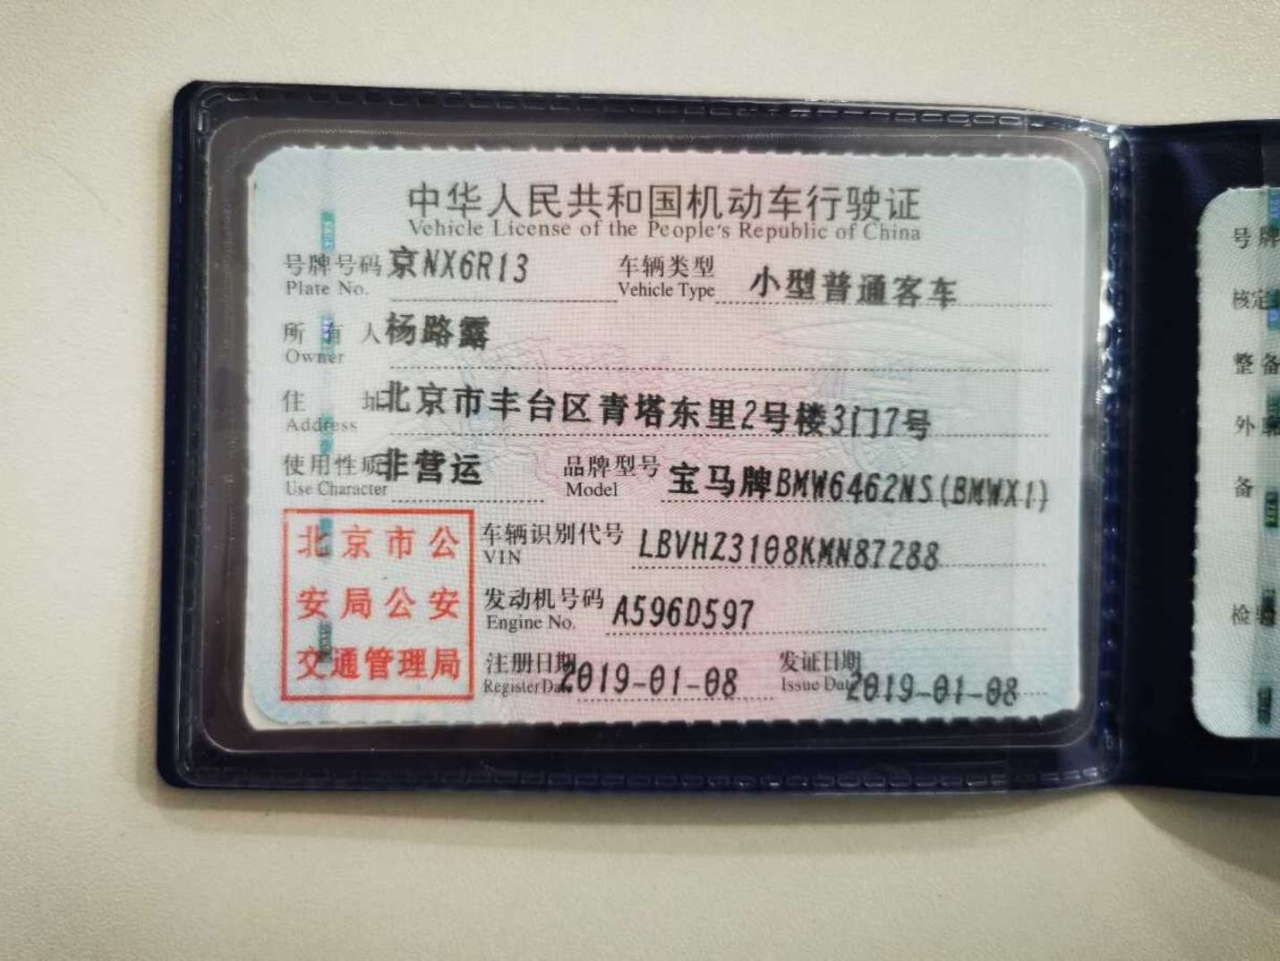 中华人民共和国机动车行驶证
Vehicle License of the People's Republic of China
号牌号码 京NX6R13 车辆类型 小型普通客车
Plate No. Vehicle Type
所有人 杨路露
Owner
住址 北京市丰台区青塔东里2号楼3门7号
Address
使用性质 非营运 品牌型号 宝马牌BMW6462NS(BMWX1)
Use Character Model
北京市公
安局公安
交通管理局
车辆识别代号 LBVHZ3108KMN87288
VIN
发动机号码 A596D597
Engine No.
注册日期 2019-01-08 发证日期 2019-01-08
Register Date Issue Date
号牌
核定
整备
外
备
检验